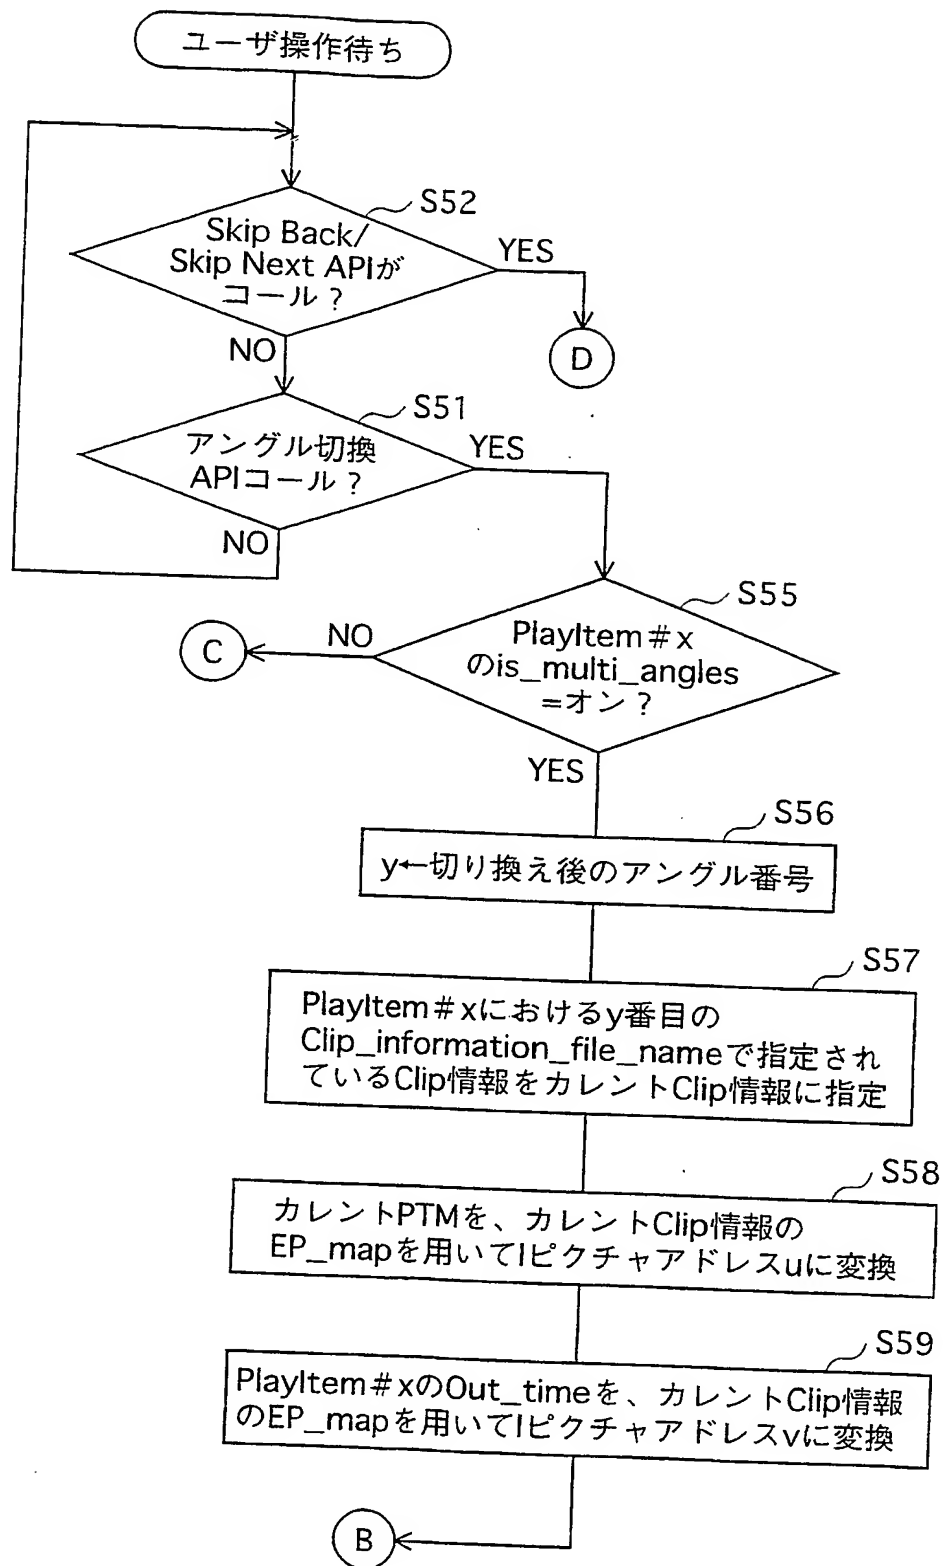 ユーザ操作待ち
S52
Skip Back/
Skip Next APIが
コール？
YES
D
NO
S51
アングル切換
APIコール？
YES
NO
S55
PlayItem＃x
のis_multi_angles
=オン？
NO
C
YES
S56
y←切り換え後のアングル番号
S57
PlayItem＃xにおけるy番目の
Clip_information_file_nameで指定され
ているClip情報をカレントClip情報に指定
S58
カレントPTMを、カレントClip情報の
EP_mapを用いてIピクチャアドレスuに変換
S59
PlayItem＃xのOut_timeを、カレントClip情報
のEP_mapを用いてIピクチャアドレスvに変換
B